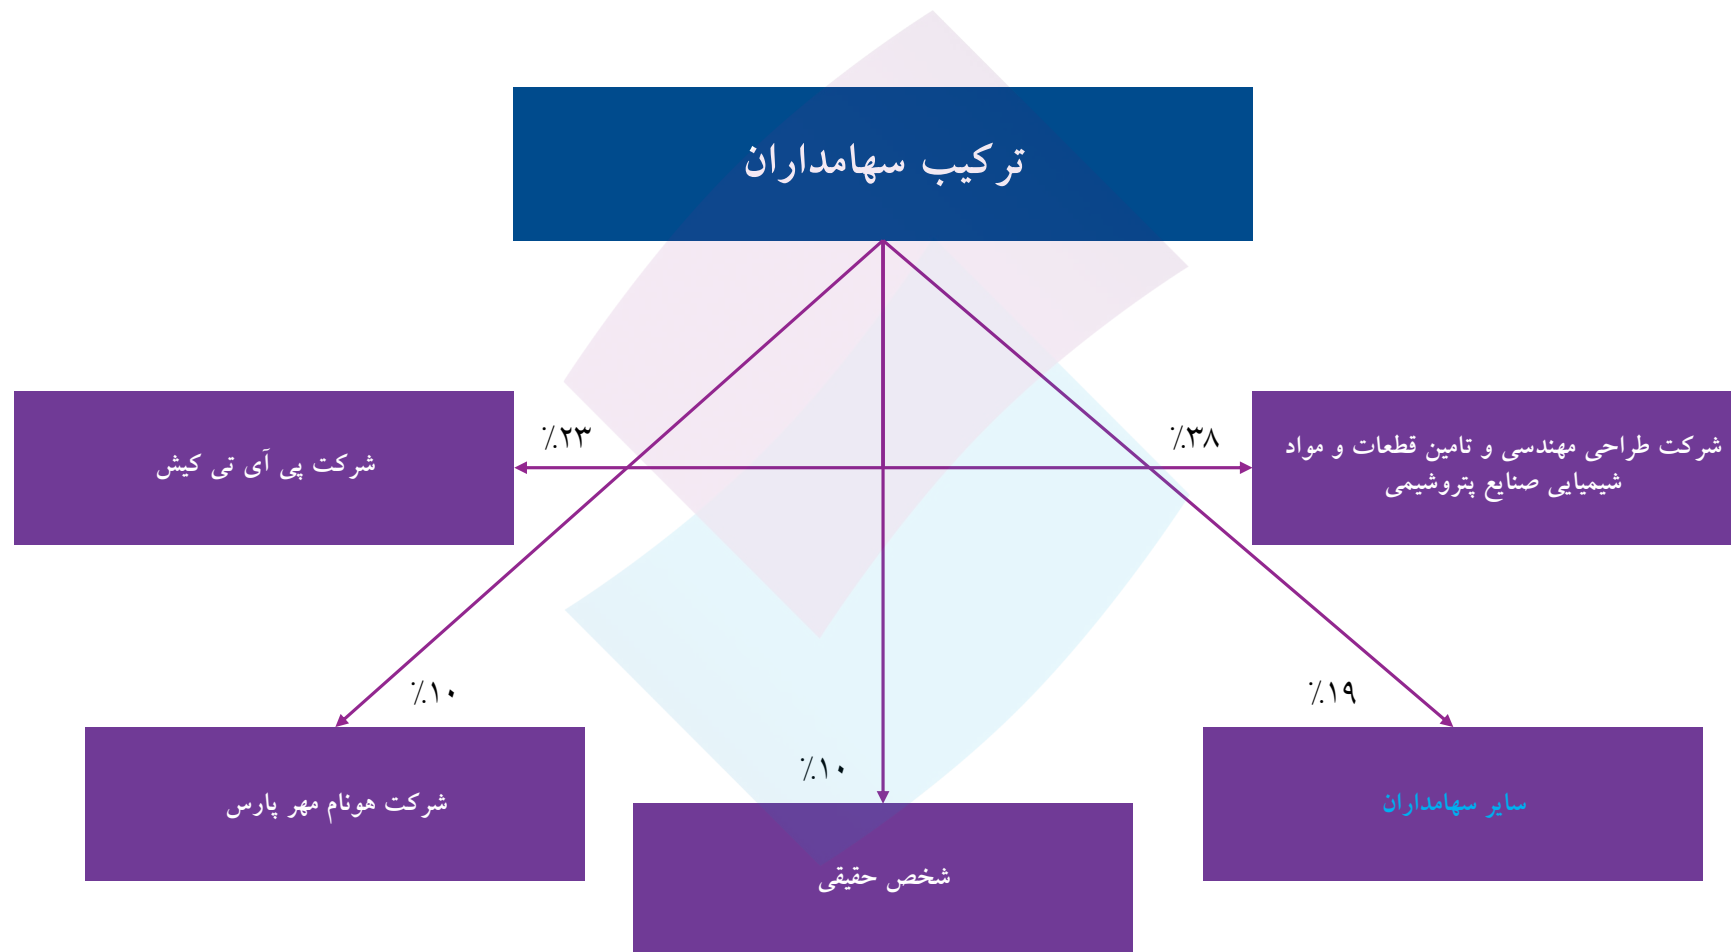 ترکیب سهامداران
٪۳۸
شرکت طراحی مهندسی و تامین قطعات و مواد
شیمیایی صنایع پتروشیمی
٪۲۳
شرکت پی آی تی کیش
٪۱۹
سایر سهامداران
٪۱۰
شخص حقیقی
٪۱۰
شرکت هونام مهر پارس